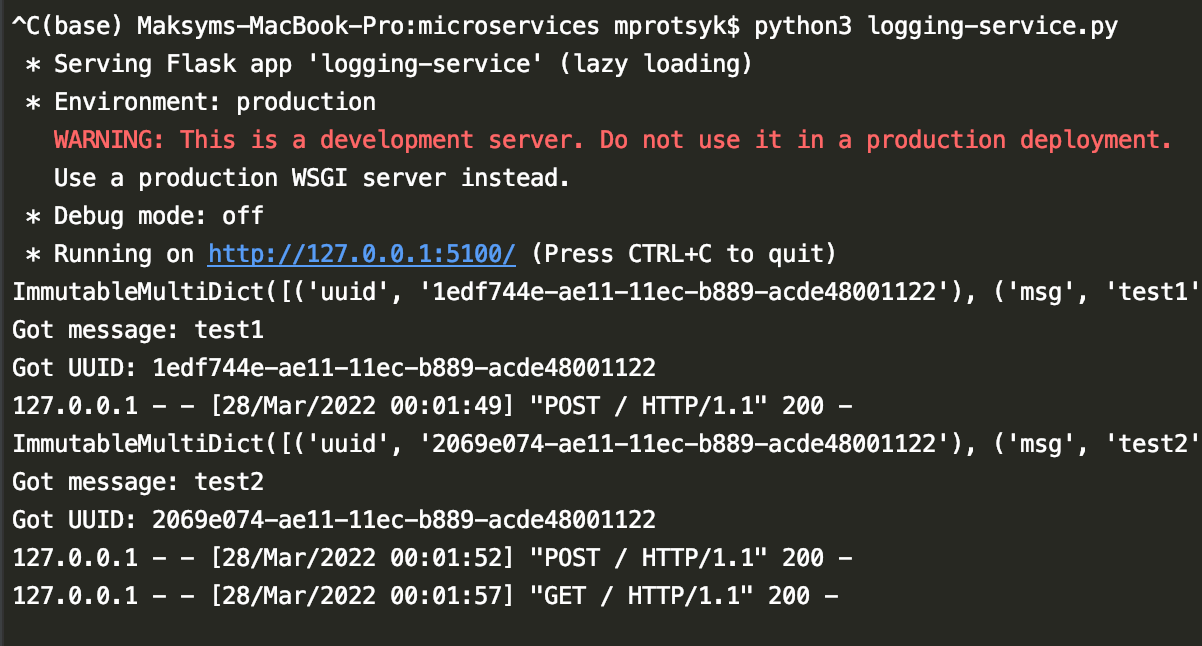 ^C(base) Maksyms-MacBook-Pro:microservices mprotsyk$ python3 logging-service.py
 * Serving Flask app 'logging-service' (lazy loading)
 * Environment: production
   WARNING: This is a development server. Do not use it in a production deployment.
   Use a production WSGI server instead.
 * Debug mode: off
 * Running on http://127.0.0.1:5100/ (Press CTRL+C to quit)
ImmutableMultiDict([('uuid', '1edf744e-ae11-11ec-b889-acde48001122'), ('msg', 'test1'
Got message: test1
Got UUID: 1edf744e-ae11-11ec-b889-acde48001122
127.0.0.1 - - [28/Mar/2022 00:01:49] "POST / HTTP/1.1" 200 -
ImmutableMultiDict([('uuid', '2069e074-ae11-11ec-b889-acde48001122'), ('msg', 'test2'
Got message: test2
Got UUID: 2069e074-ae11-11ec-b889-acde48001122
127.0.0.1 - - [28/Mar/2022 00:01:52] "POST / HTTP/1.1" 200 -
127.0.0.1 - - [28/Mar/2022 00:01:57] "GET / HTTP/1.1" 200 -